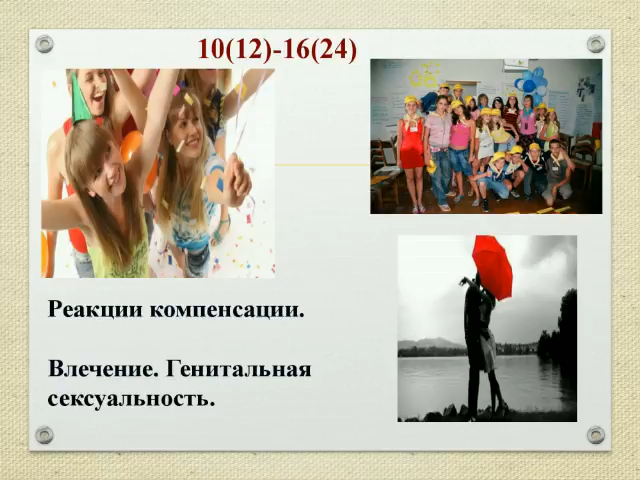 10(12)-16(24)
Реакции компенсации.
Влечение. Генитальная
сексуальность.